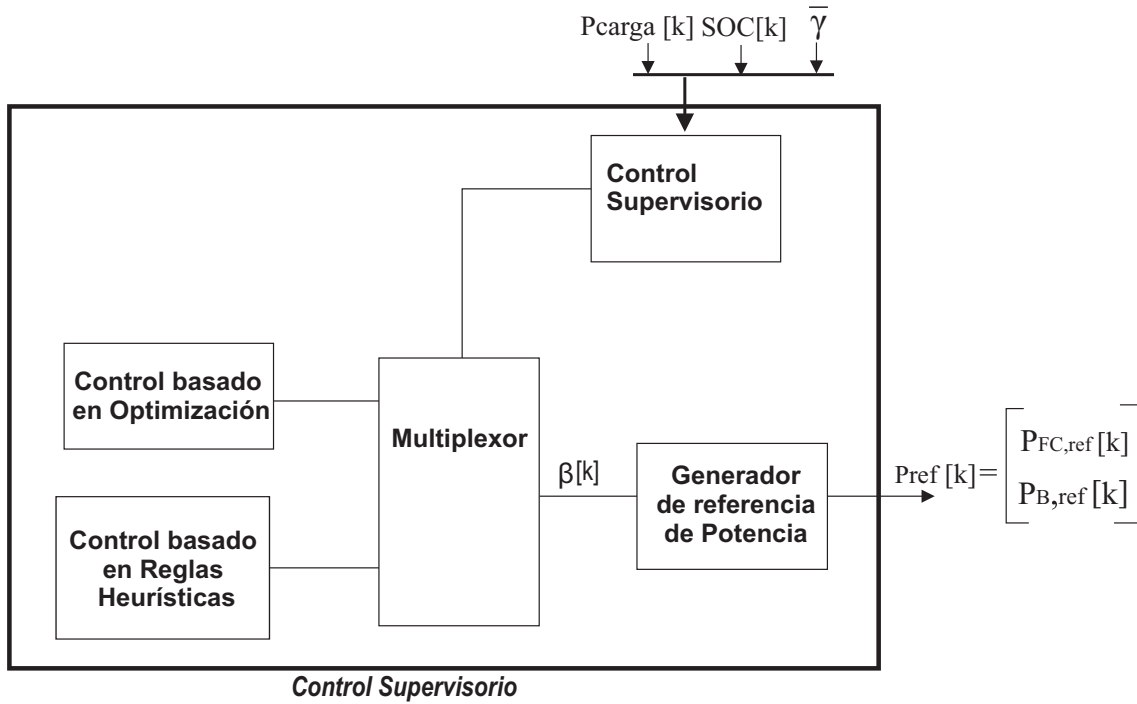 Pcarga [k] SOC[k] γ̅
Control
Supervisorio
Control basado
en Optimización
Multiplexor
Control basado
en Reglas
Heurísticas
β[k]
Generador
de referencia
de Potencia
Pref [k]=
PFC,ref [k]
PB,ref [k]
Control Supervisorio